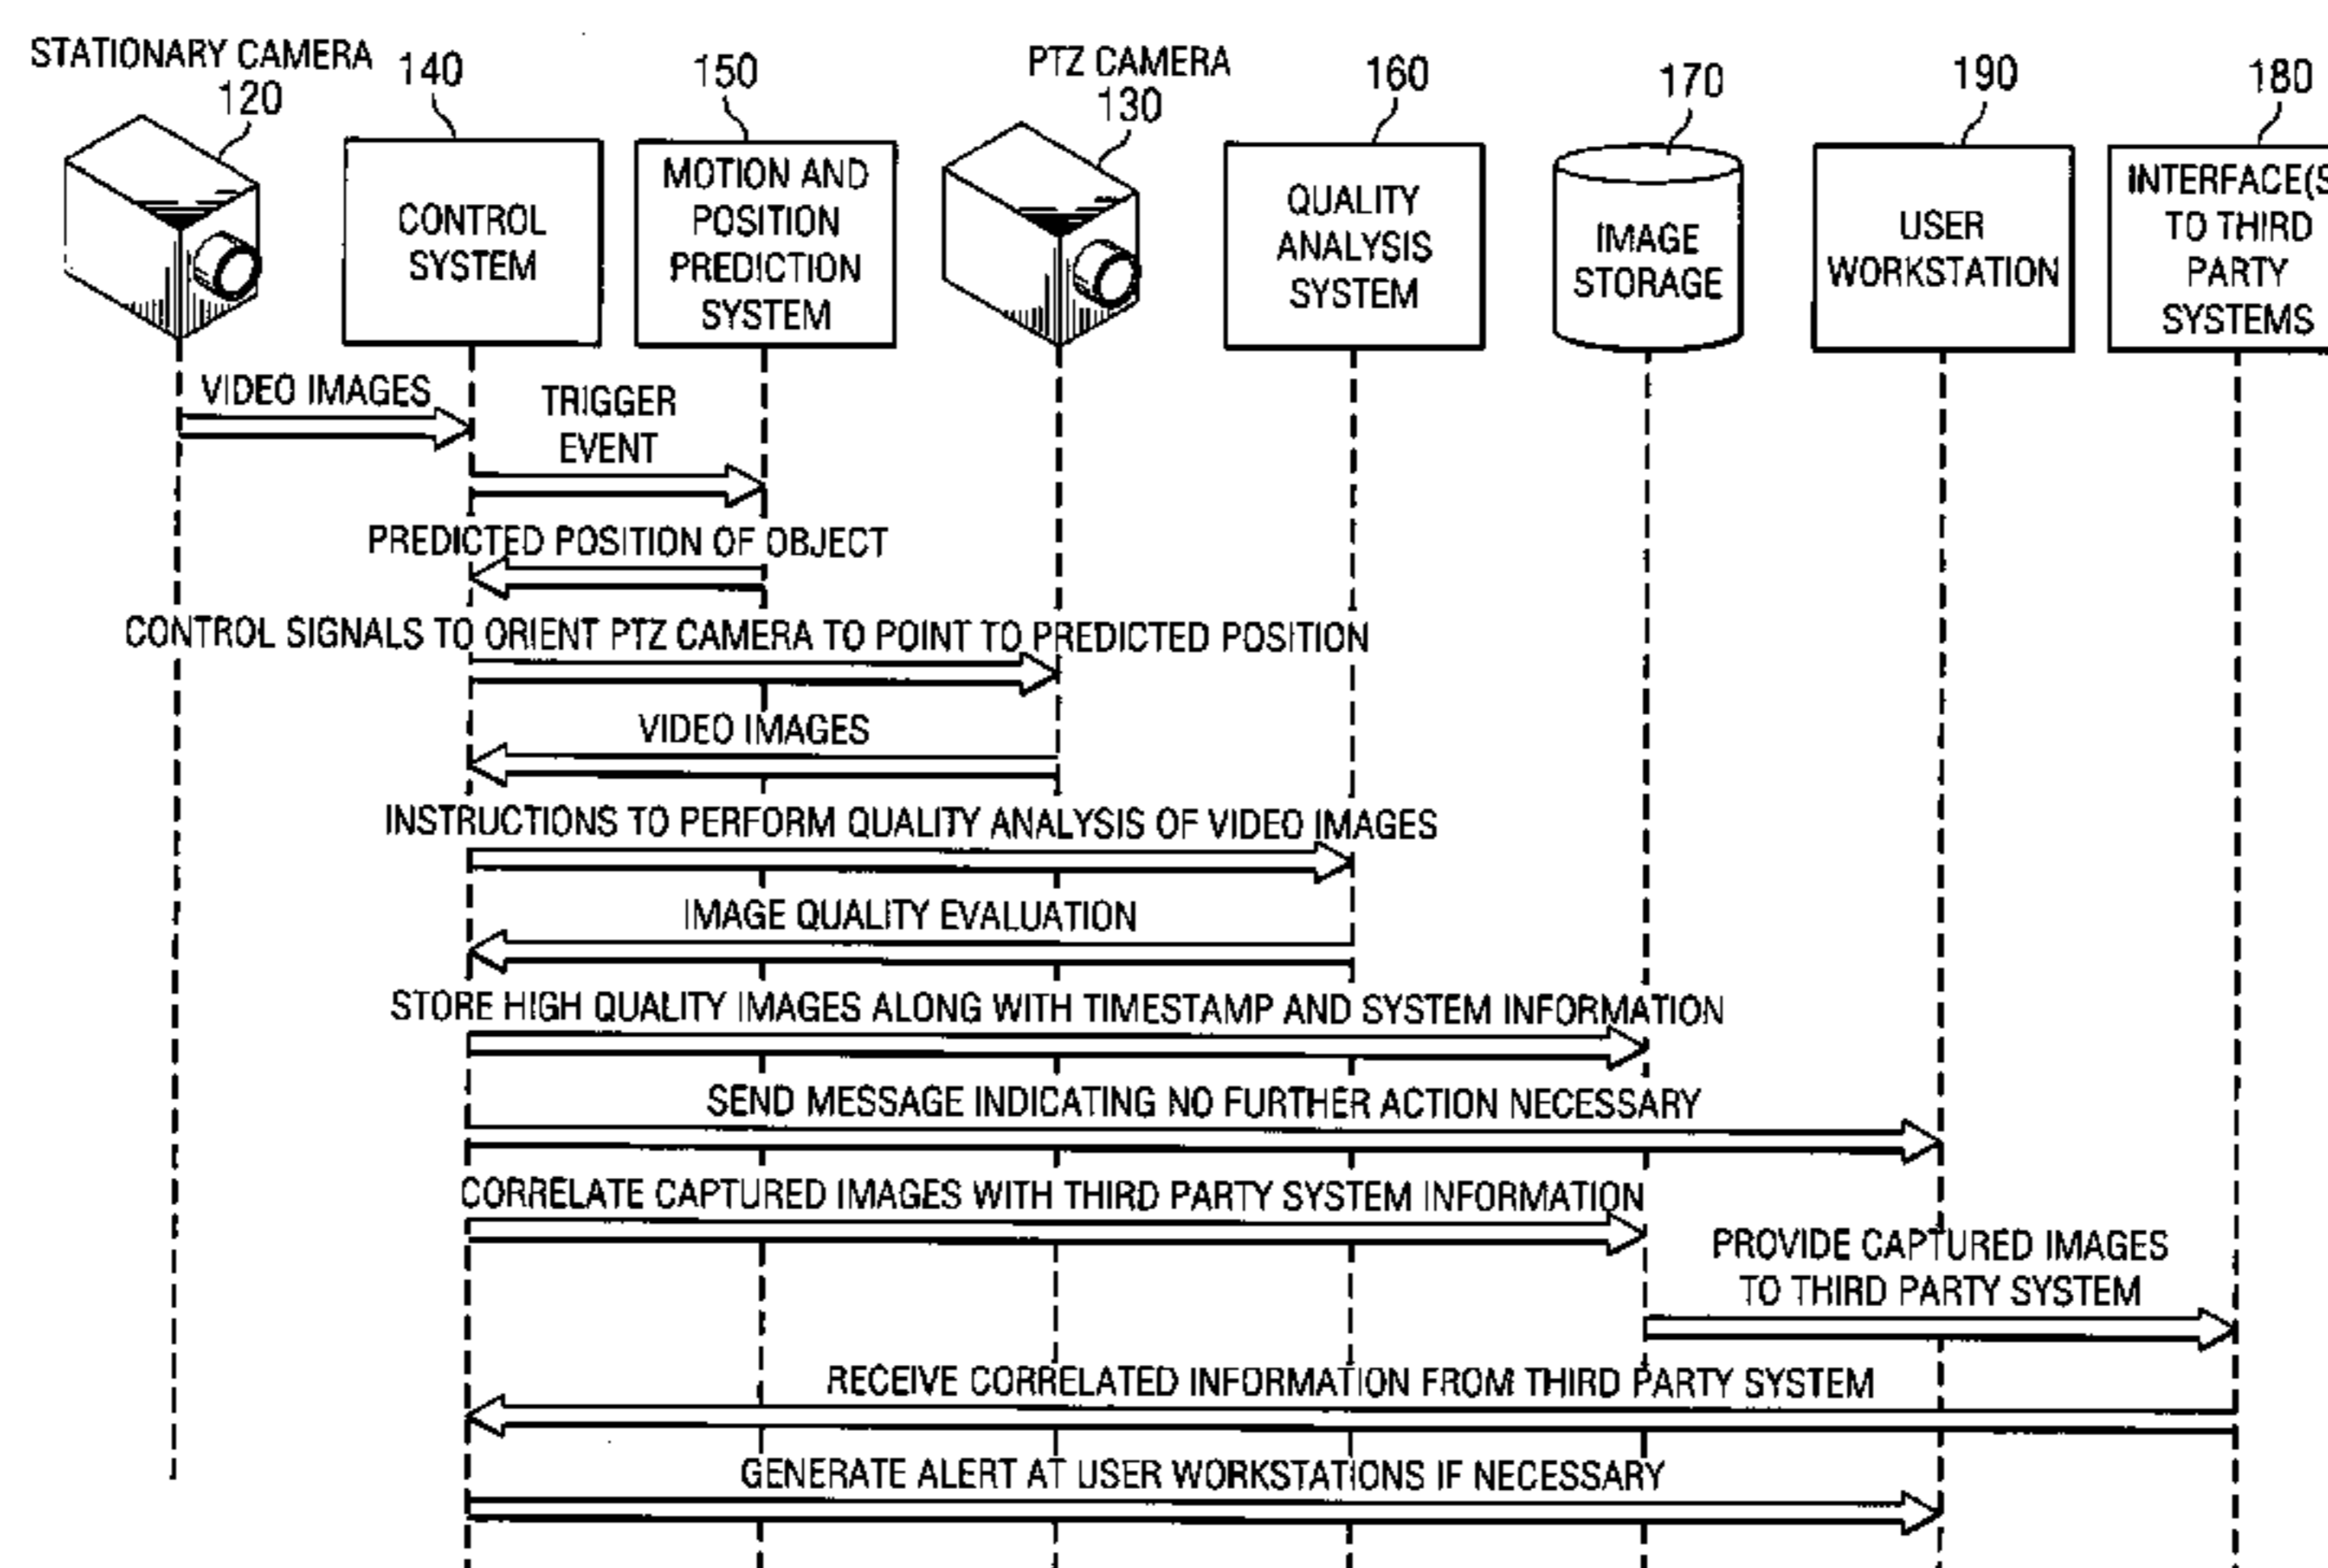 STATIONARY CAMERA
120
140
150
PTZ CAMERA
130
160
170
190
180
CONTROL
SYSTEM
MOTION AND
POSITION
PREDICTION
SYSTEM
QUALITY
ANALYSIS
SYSTEM
IMAGE
STORAGE
USER
WORKSTATION
INTERFACE(S
TO THIRD
PARTY
SYSTEMS
VIDEO IMAGES
TRIGGER
EVENT
PREDICTED POSITION OF OBJECT
CONTROL SIGNALS TO ORIENT PTZ CAMERA TO POINT TO PREDICTED POSITION
VIDEO IMAGES
INSTRUCTIONS TO PERFORM QUALITY ANALYSIS OF VIDEO IMAGES
IMAGE QUALITY EVALUATION
STORE HIGH QUALITY IMAGES ALONG WITH TIMESTAMP AND SYSTEM INFORMATION
SEND MESSAGE INDICATING NO FURTHER ACTION NECESSARY
CORRELATE CAPTURED IMAGES WITH THIRD PARTY SYSTEM INFORMATION
PROVIDE CAPTURED IMAGES
TO THIRD PARTY SYSTEM
RECEIVE CORRELATED INFORMATION FROM THIRD PARTY SYSTEM
GENERATE ALERT AT USER WORKSTATIONS IF NECESSARY